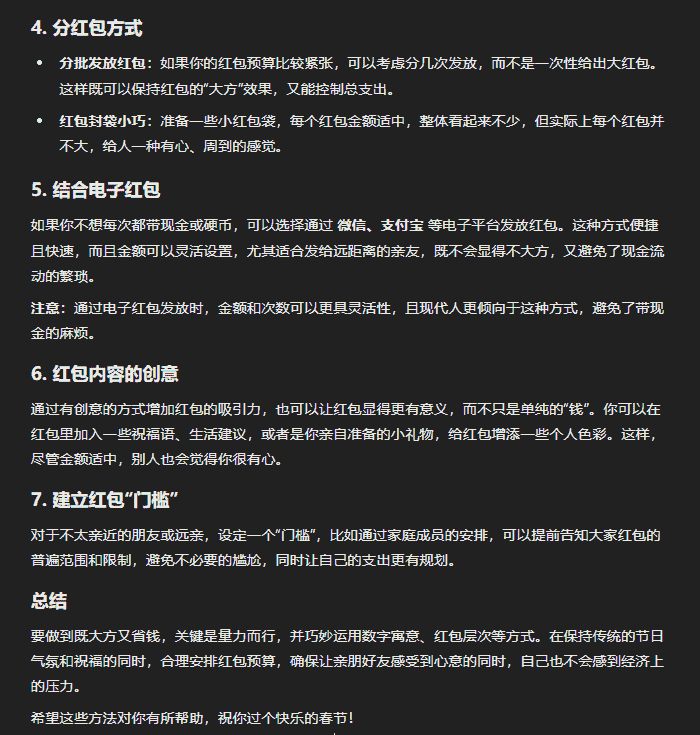 4. 分红包方式
• 分批发放红包：如果你的红包预算比较紧张，可以考虑分几次发放，而不是一次性给出大红包。
这样既可以保持红包的“大方”效果，又能控制总支出。
• 红包封袋小巧：准备一些小红包袋，每个红包金额适中，整体看起来不少，但实际上每个红包并
不大，给人一种有心、周到的感觉。
5. 结合电子红包
如果你不想每次都带现金或硬币，可以选择通过 微信、支付宝 等电子平台发放红包。这种方式便捷
且快速，而且金额可以灵活设置，尤其适合发给远距离的亲友，既不会显得不大方，又避免了现金流
动的繁琐。
注意：通过电子红包发放时，金额和次数可以更具灵活性，且现代人更倾向于这种方式，避免了带现
金的麻烦。
6. 红包内容的创意
通过有创意的方式增加红包的吸引力，也可以让红包显得更有意义，而不只是单纯的“钱”。你可以在
红包里加入一些祝福语、生活建议，或者是你亲自准备的小礼物，给红包增添一些个人色彩。这样，
尽管金额适中，别人也会觉得你很有心。
7. 建立红包“门槛”
对于不太亲近的朋友或远亲，设定一个“门槛”，比如通过家庭成员的安排，可以提前告知大家红包的
普遍范围和限制，避免不必要的尴尬，同时让自己的支出更有规划。
总结
要做到既大方又省钱，关键是量力而行，并巧妙运用数字寓意、红包层次等方式。在保持传统的节日
气氛和祝福的同时，合理安排红包预算，确保让亲朋好友感受到心意的同时，自己也不会感到经济上
的压力。
希望这些方法对你有所帮助，祝你过个快乐的春节！